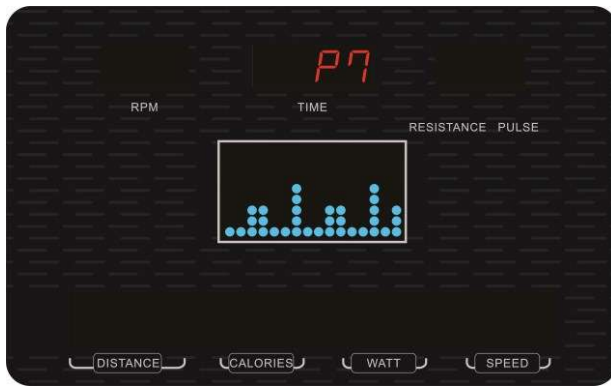 P7
RPM
TIME
RESISTANCE PULSE
DISTANCE
CALORIES
WATT
SPEED